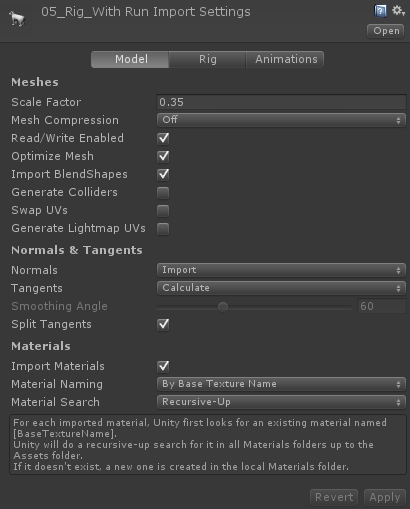 05_Rig_With Run Import Settings
Open
Model Rig Animations
Meshes
Scale Factor 0.35
Mesh Compression Off
Read/Write Enabled
Optimize Mesh
Import BlendShapes
Generate Colliders
Swap UVs
Generate Lightmap UVs
Normals & Tangents
Normals Import
Tangents Calculate
Smoothing Angle 60
Split Tangents
Materials
Import Materials
Material Naming By Base Texture Name
Material Search Recursive-Up
For each imported material, Unity first looks for an existing material named
[BaseTextureName].
Unity will do a recursive-up search for it in all Materials folders up to the
Assets folder.
If it doesn't exist, a new one is created in the local Materials folder.
Revert Apply